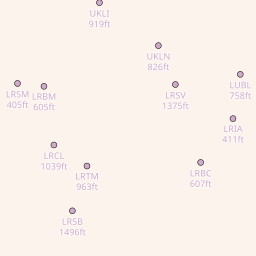 UKLI
919ft
UKLN
826ft
LUBL
758ft
LRSM
405ft
LRBM
605ft
LRSV
1375ft
LRIA
411ft
LRCL
1039ft
LRTM
963ft
LRBC
607ft
LRSB
1496ft